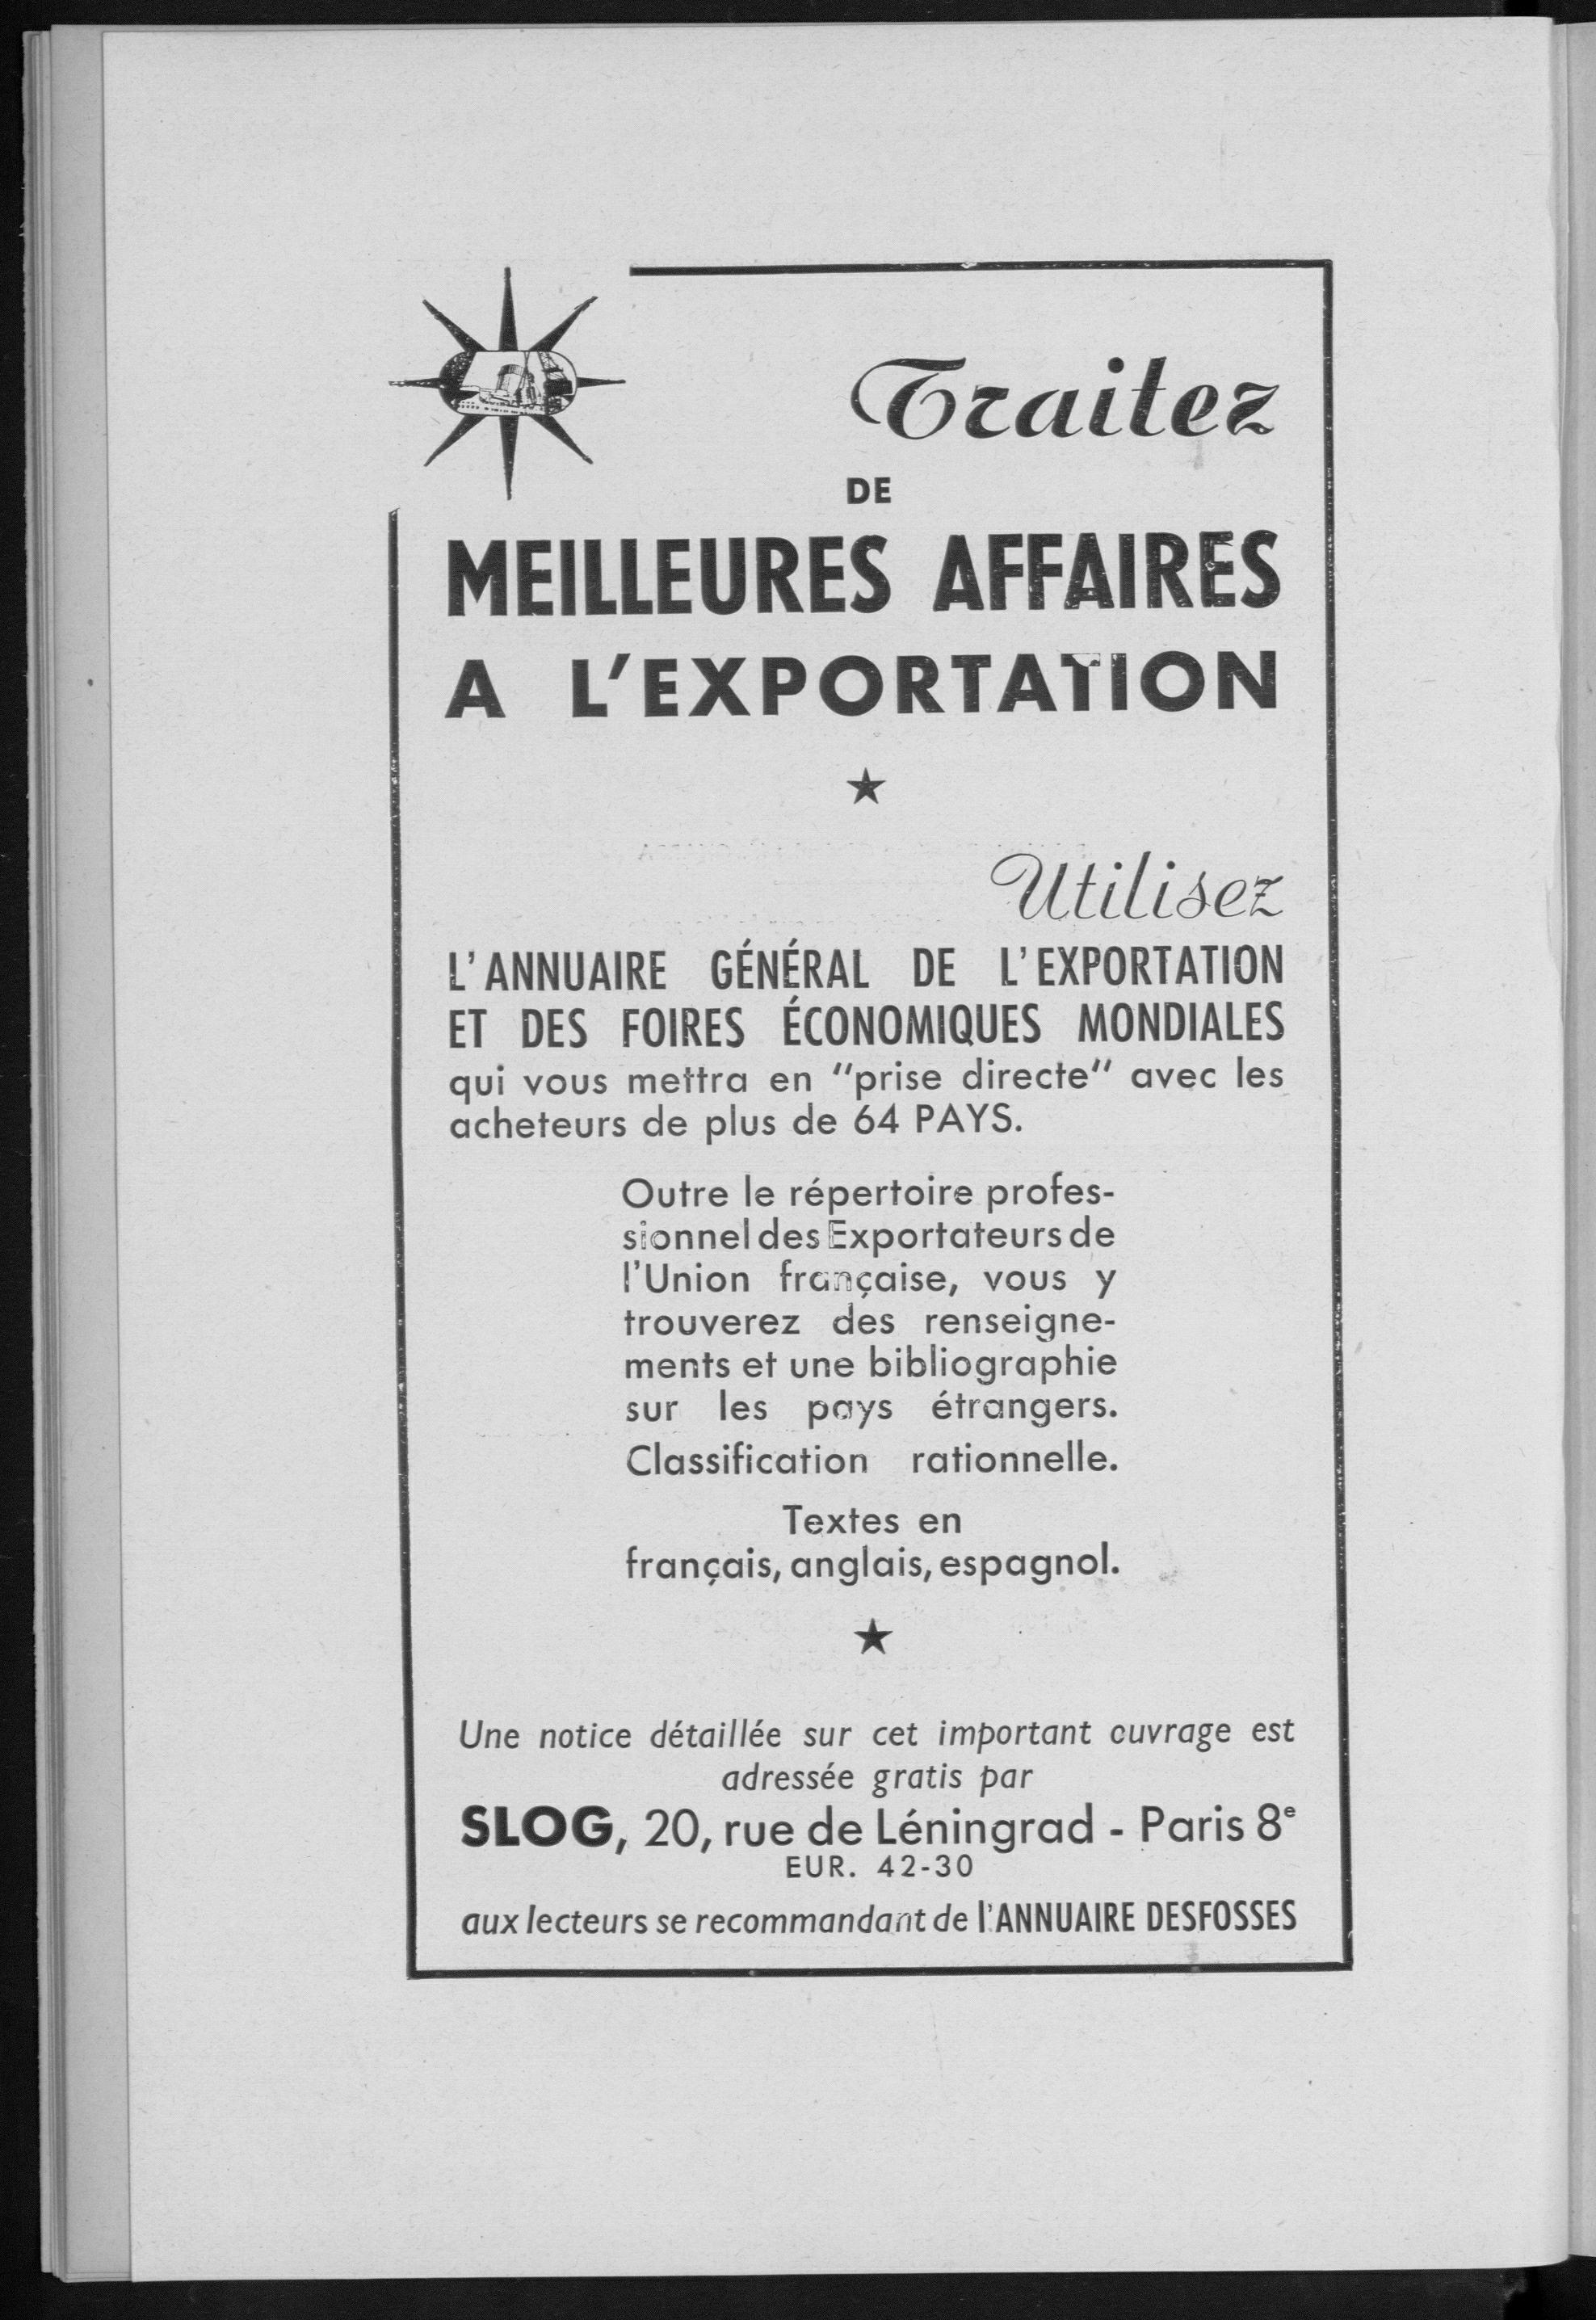 Traitez
DE
MEILLEURES AFFAIRES
A L'EXPORTATION
Utilisez
L'ANNUAIRE GÉNÉRAL DE L'EXPORTATION
ET DES FOIRES ÉCONOMIQUES MONDIALES
qui vous mettra en "prise directe" avec les
acheteurs de plus de 64 PAYS.
Outre le répertoire profes-
sionnel des Exportateurs de
l'Union française, vous y
trouverez des renseigne-
ments et une bibliographie
sur les pays étrangers.
Classification rationnelle.
Textes en
français, anglais, espagnol.
Une notice détaillée sur cet important ouvrage est
adressée gratis par
SLOG, 20, rue de Léningrad - Paris 8e
EUR. 42-30
aux lecteurs se recommandant de l'ANNUAIRE DESFOSSES